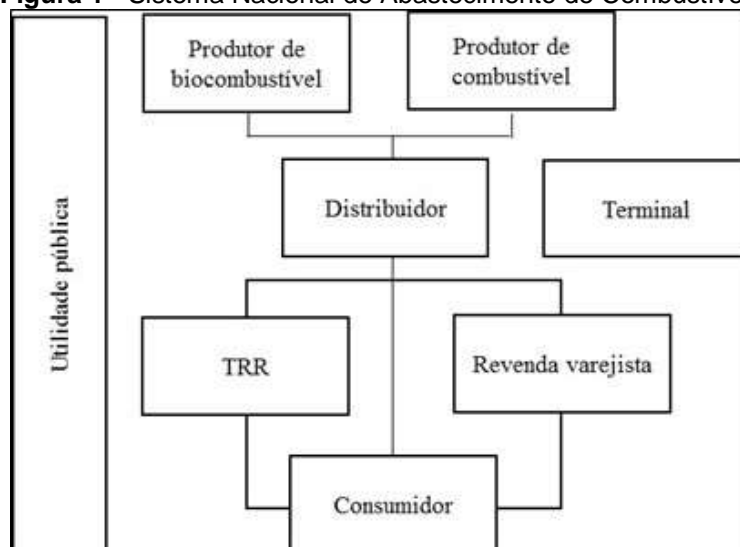 Sistema Nacional de Abastecimento de
Produtor de
biocombustível
Produtor de
combustível
Utilidade pública
Distribuidor
Terminal
TRR
Revenda varejista
Consumidor